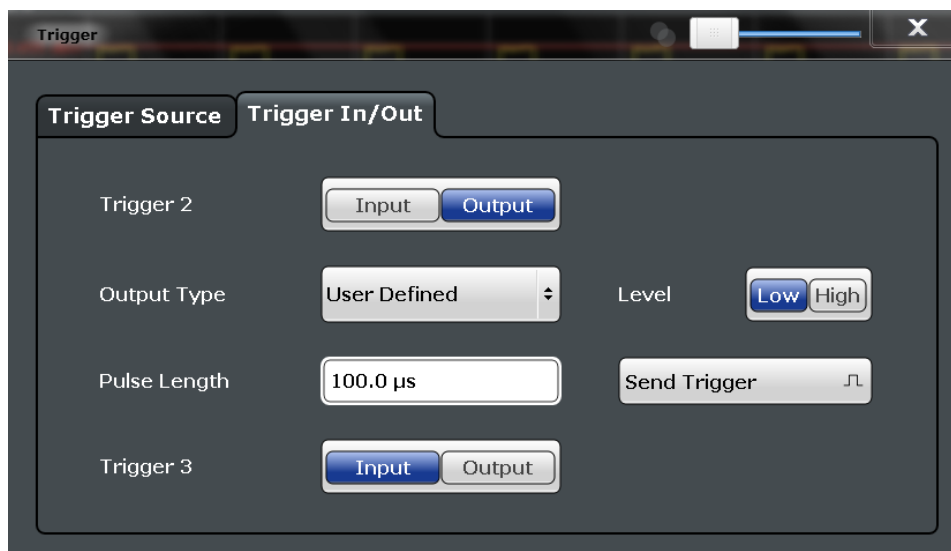 Trigger
X
Trigger Source Trigger In/Out
Trigger 2 Input Output
Output Type User Defined Level Low High
Pulse Length 100.0 µs Send Trigger
Trigger 3 Input Output